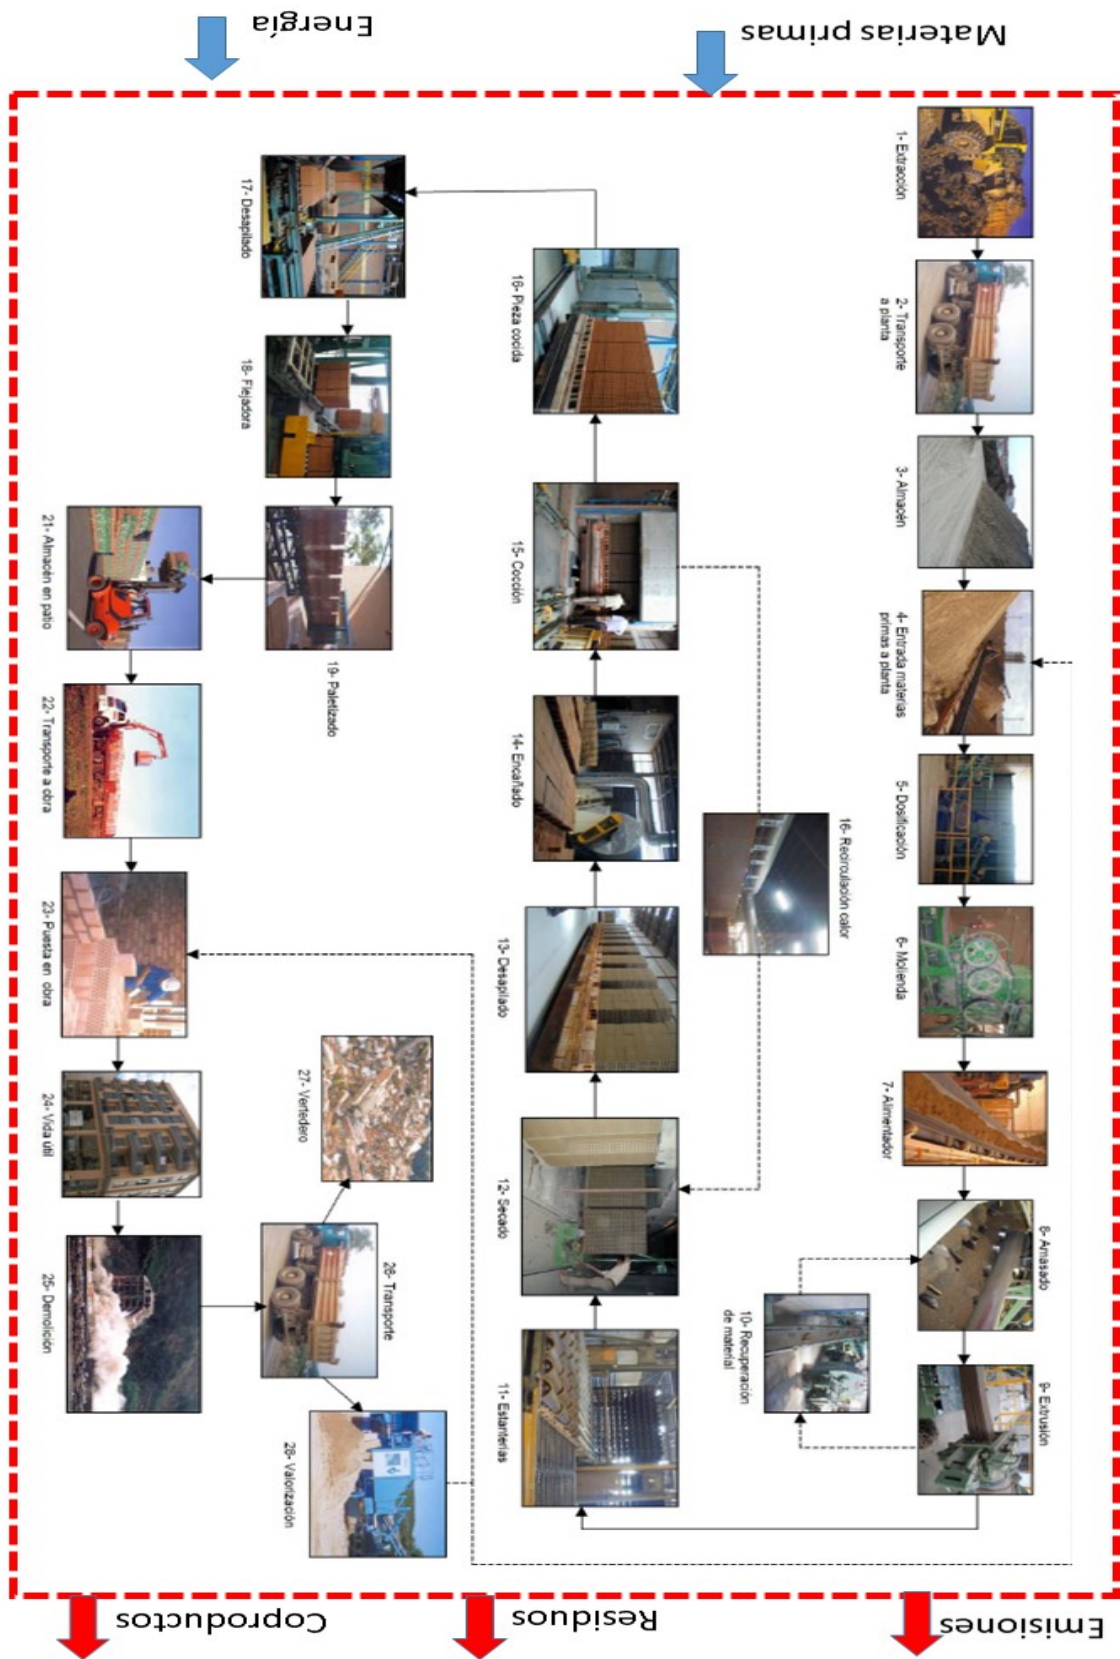 Materias primas
Energía
1- Extracción
2- Transporte
a planta
3- Almacén
4- Entrada materias
primas a planta
5- Dosificación
6- Molienda
7- Alimentador
8- Amasado
9- Extrusión
10- Recuperación
de material
11- Estanterías
12- Secado
13- Desapilado
14- Encañado
15- Cocción
16- Recirculación calor
16- Pieza cocida
17- Desapilado
18- Flejadora
19- Paletizado
21- Almacén en patio
22- Transporte a obra
23- Puesta en obra
24- Vida útil
25- Demolición
26- Transporte
27- Vertedero
28- Valorización
Emisiones
Residuos
Coproductos